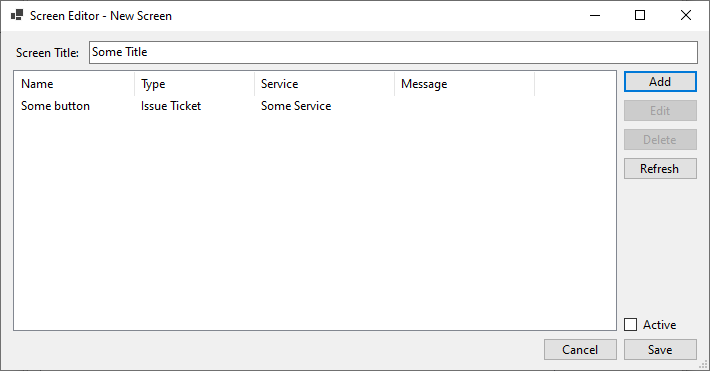 Screen Editor - New Screen
Screen Title: Some Title
Name Type Service Message
Some button Issue Ticket Some Service
Add
Edit
Delete
Refresh
Active
Cancel Save